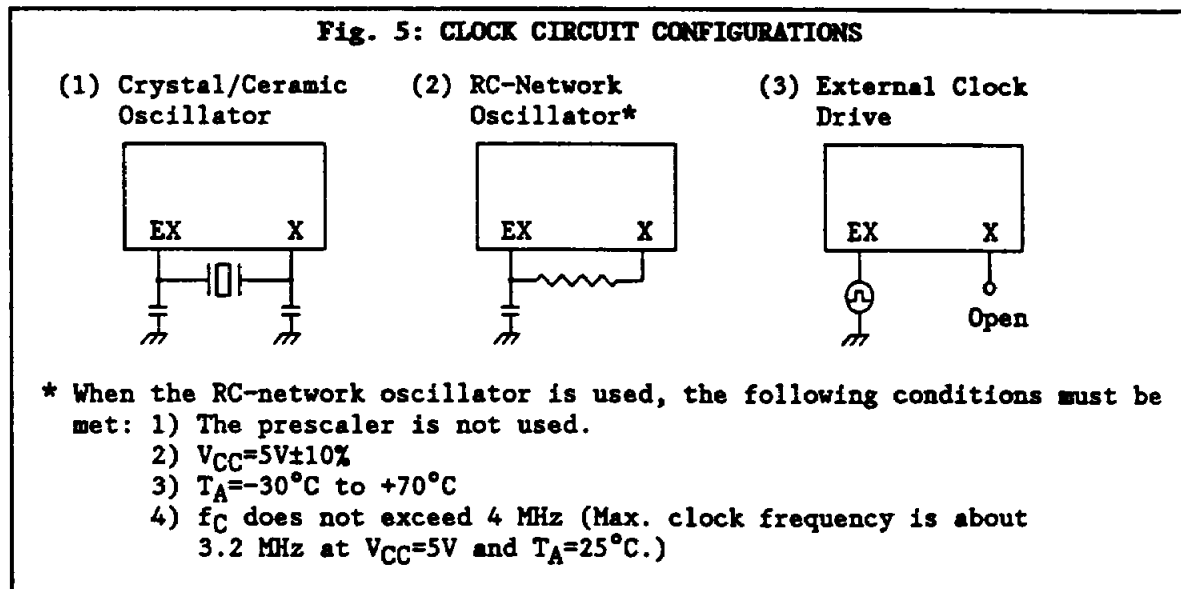 Fig. 5: CLOCK CIRCUIT CONFIGURATIONS
(1) Crystal/Ceramic Oscillator
(2) RC-Network Oscillator*
(3) External Clock Drive
EX X
EX X
EX X
Open
* When the RC-network oscillator is used, the following conditions must be
met: 1) The prescaler is not used.
2) VCC=5V±10%
3) TA=-30°C to +70°C
4) fC does not exceed 4 MHz (Max. clock frequency is about
3.2 MHz at VCC=5V and TA=25°C.)